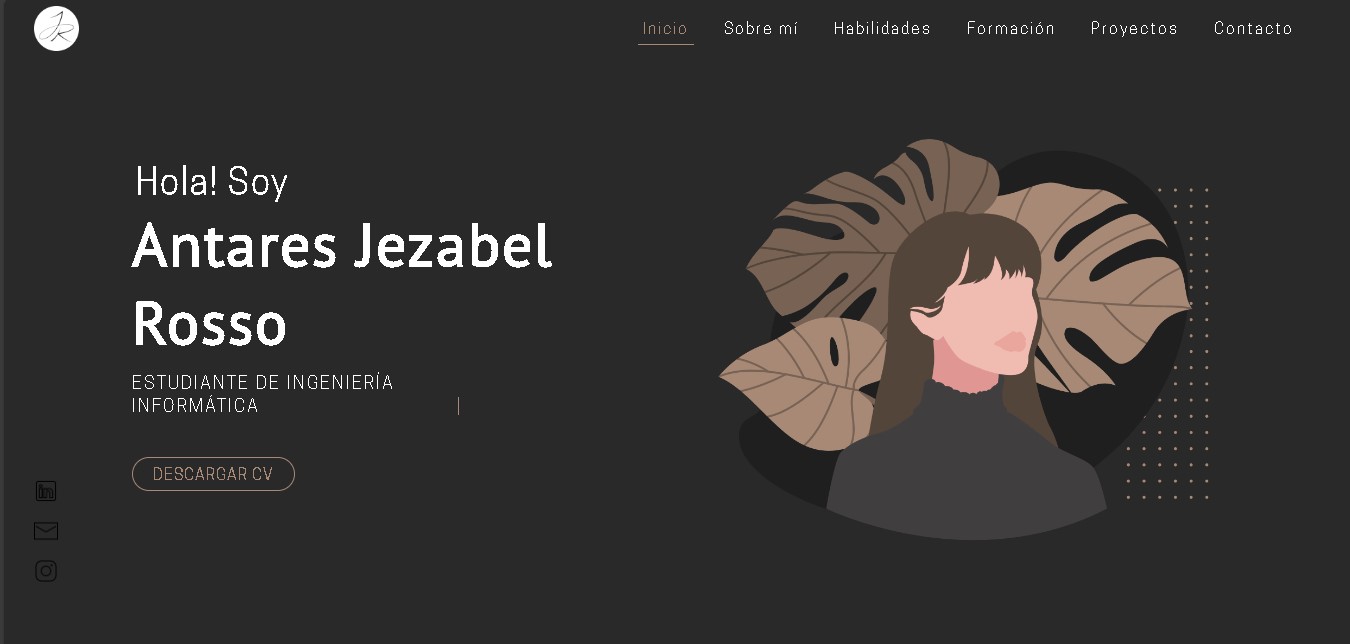 JR
Inicio Sobre mí Habilidades Formación Proyectos Contacto
Hola! Soy
Antares Jezabel
Rosso
ESTUDIANTE DE INGENIERÍA
INFORMÁTICA
DESCARGAR CV
in